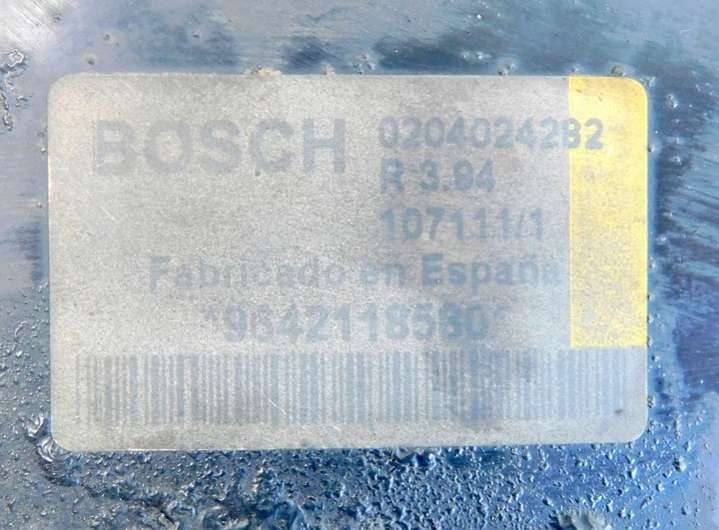 BOSCH 0204024282
R 3.94
107111/1
Fabricado en España
*9642118580*